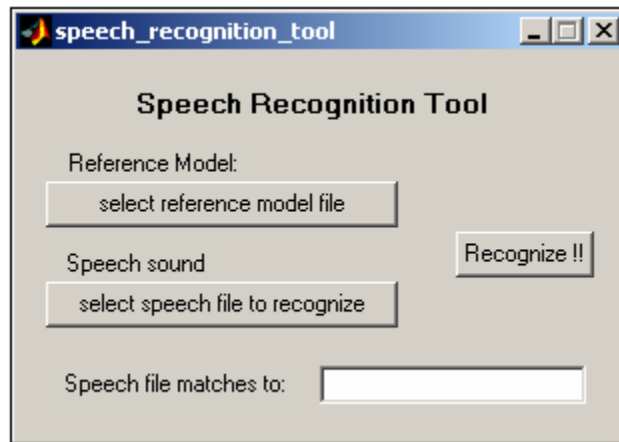 speech_recognition_tool
Speech Recognition Tool
Reference Model:
select reference model file
Recognize !!
Speech sound
select speech file to recognize
Speech file matches to: